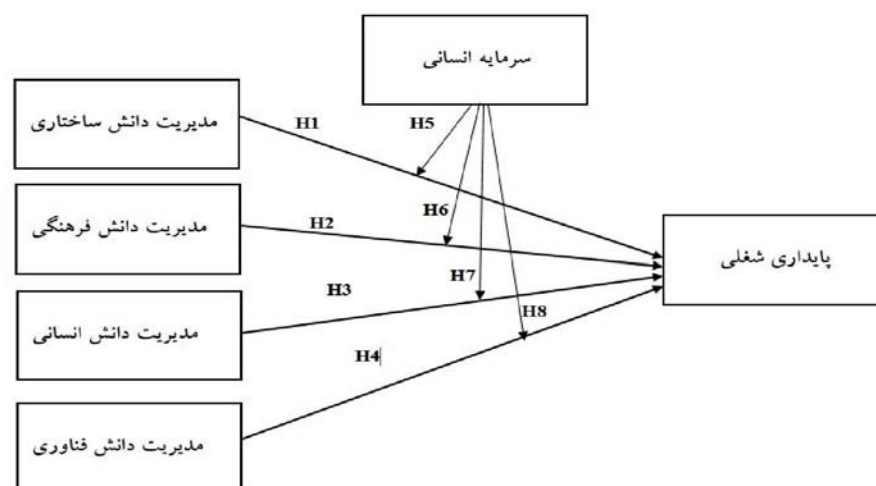 سرمایه انسانی
مدیریت دانش ساختاری
H1
H5
مدیریت دانش فرهنگی
H2
H6
پایداری شغلی
H7
H3
مدیریت دانش انسانی
H8
H4
مدیریت دانش فناوری